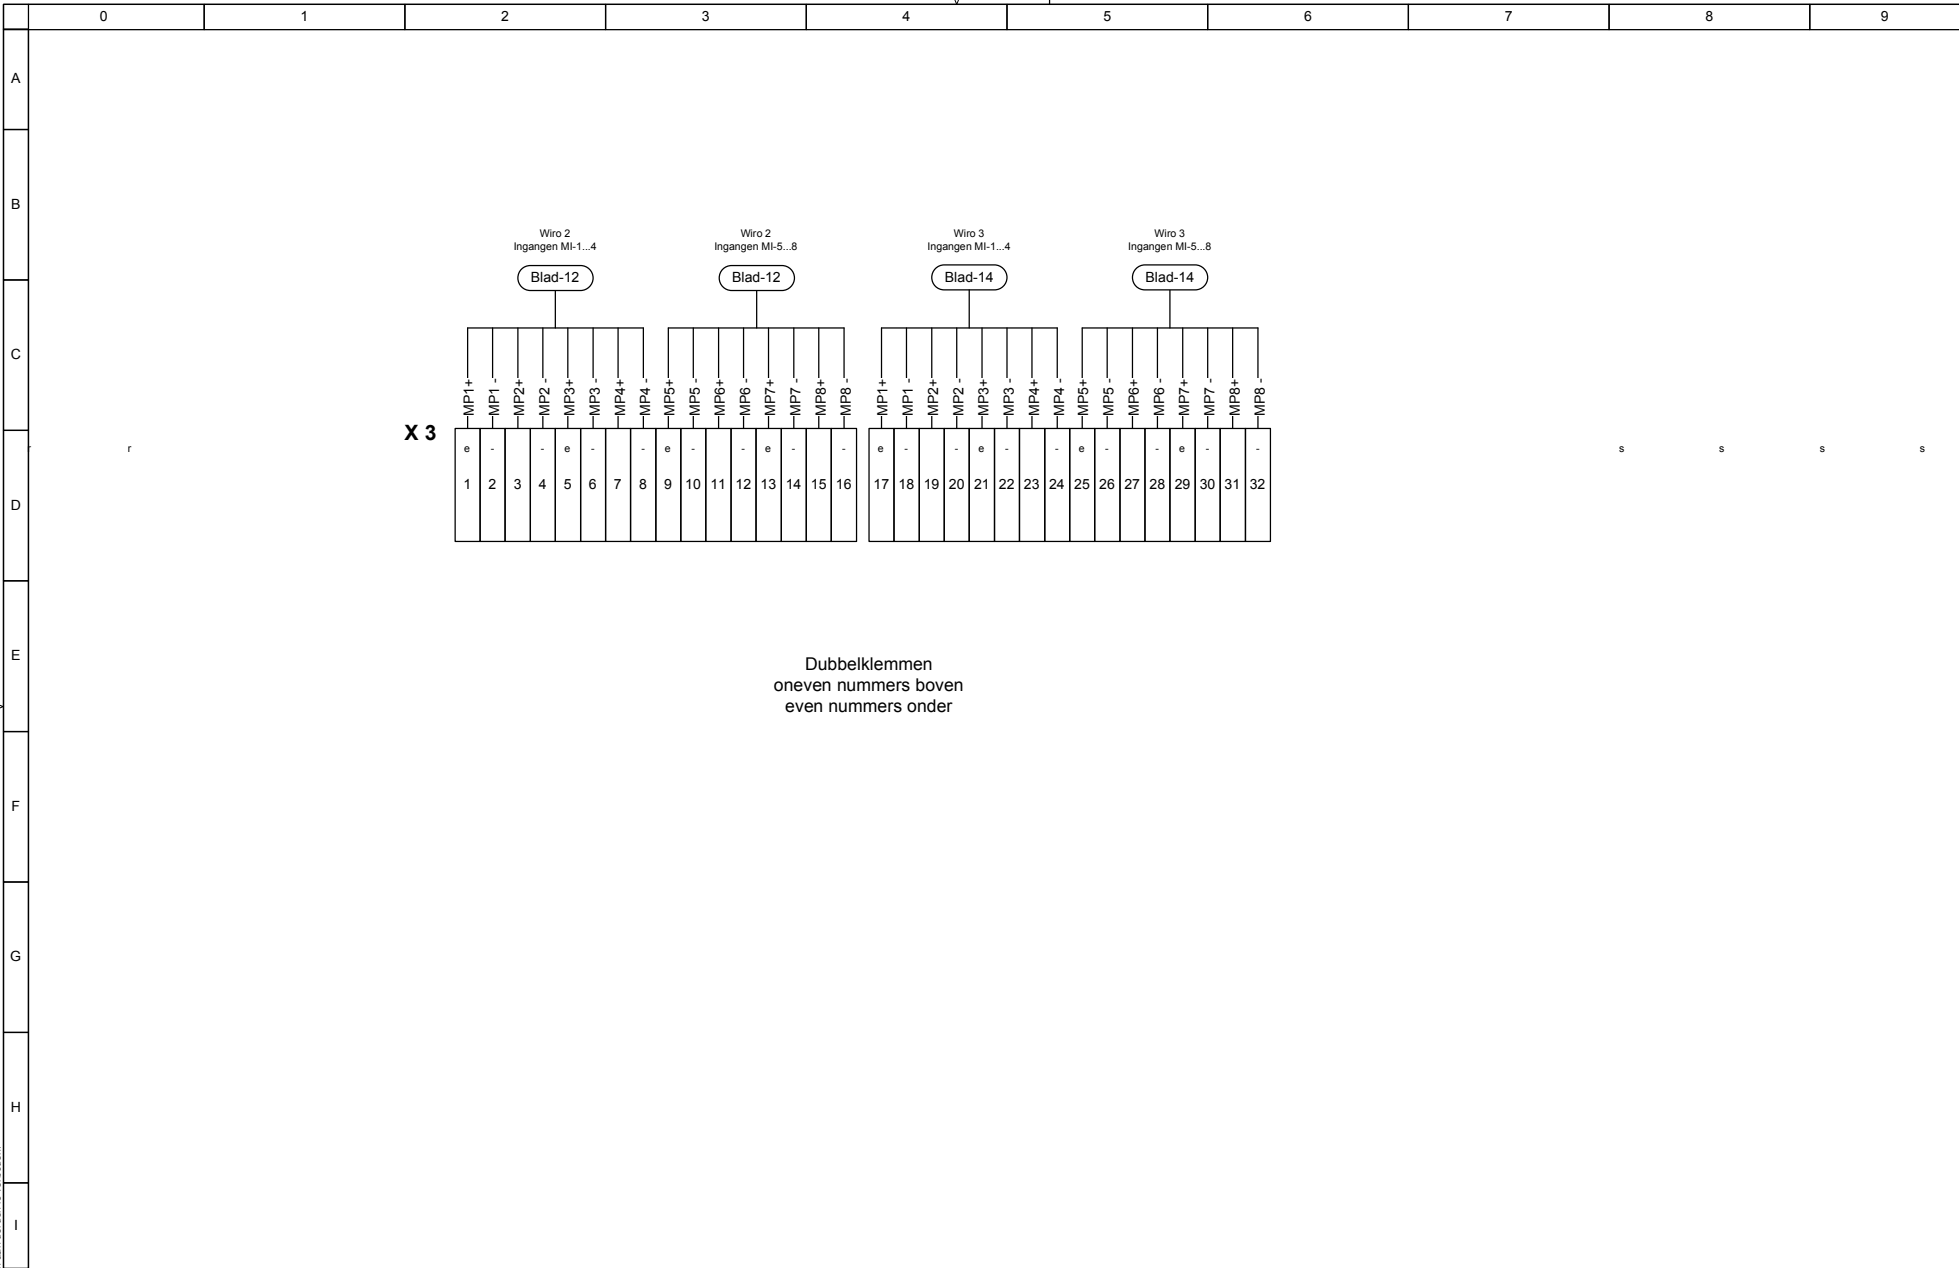 0 1 2 3 4 5 6 7 8 9
A
B
Wiro 2 Wiro 2 Wiro 3 Wiro 3
Ingangen MI-1...4 Ingangen MI-5...8 Ingangen MI-1...4 Ingangen MI-5...8
Blad-12 Blad-12 Blad-14 Blad-14
C
MP1+ MP1 - MP2+ MP2 - MP3+ MP3 - MP4+ MP4 - MP5+ MP5 - MP6+ MP6 - MP7+ MP7 - MP8+ MP8 - MP1+ MP1 - MP2+ MP2 - MP3+ MP3 - MP4+ MP4 - MP5+ MP5 - MP6+ MP6 - MP7+ MP7 - MP8+ MP8 -
X 3
r r e - - e - - e - - e - - e - - e - - e - - e - - s s s s
1 2 3 4 5 6 7 8 9 10 11 12 13 14 15 16 17 18 19 20 21 22 23 24 25 26 27 28 29 30 31 32
D
E
Dubbelklemmen
oneven nummers boven
even nummers onder
F
G
H
I